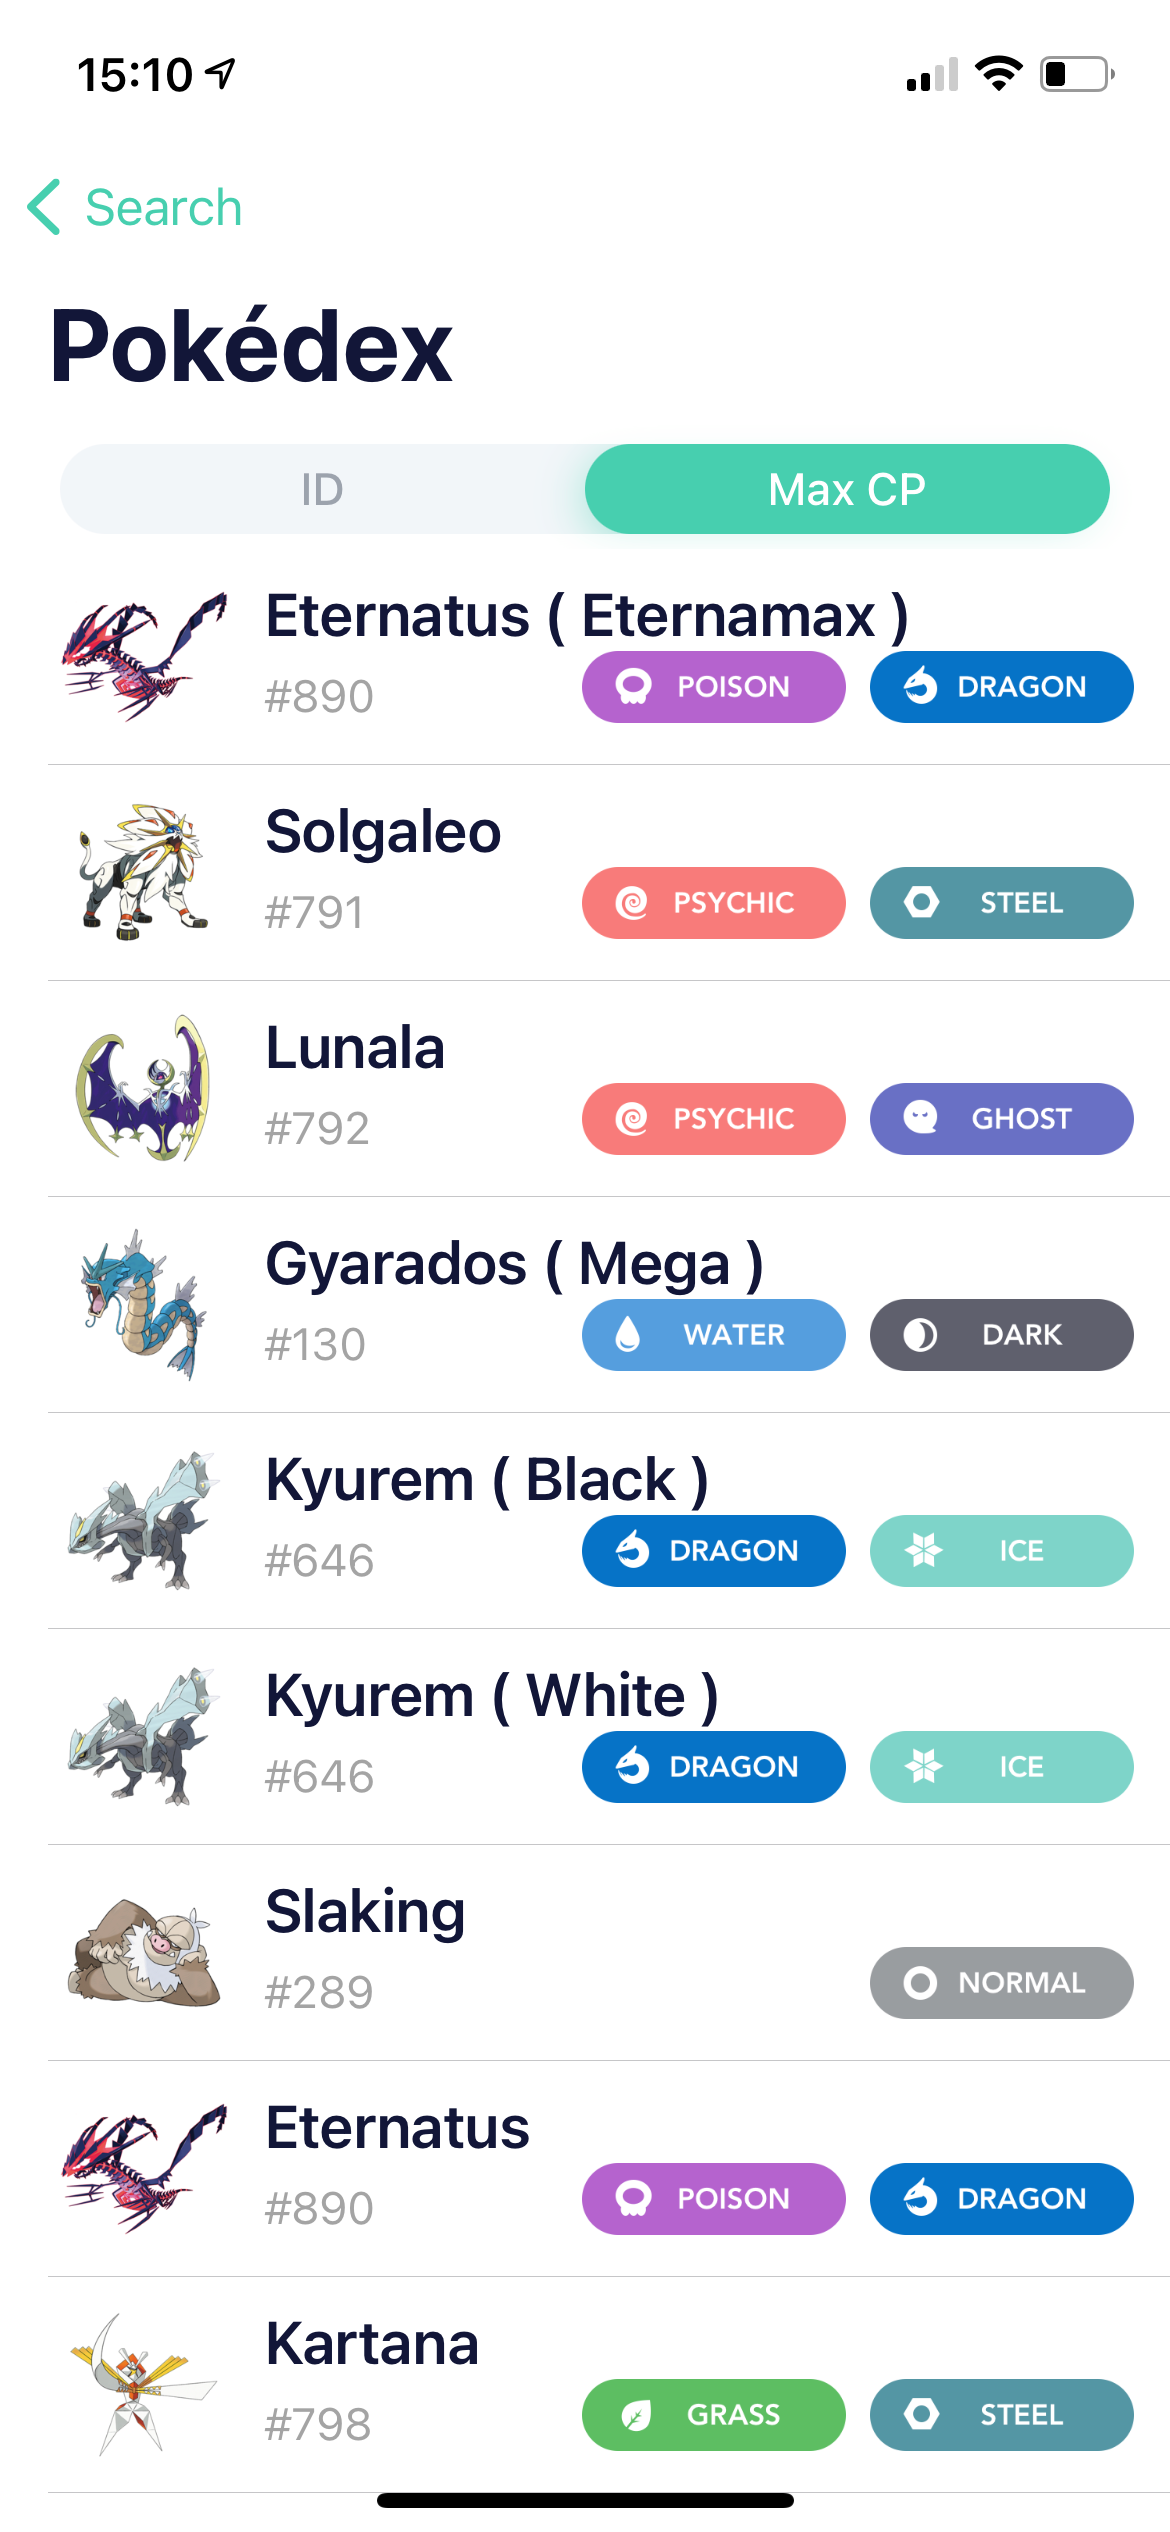 15:10
Search
Pokédex
ID Max CP
Eternatus ( Eternamax )
#890 POISON DRAGON
Solgaleo
#791 PSYCHIC STEEL
Lunala
#792 PSYCHIC GHOST
Gyarados ( Mega )
#130 WATER DARK
Kyurem ( Black )
#646 DRAGON ICE
Kyurem ( White )
#646 DRAGON ICE
Slaking
#289 NORMAL
Eternatus
#890 POISON DRAGON
Kartana
#798 GRASS STEEL